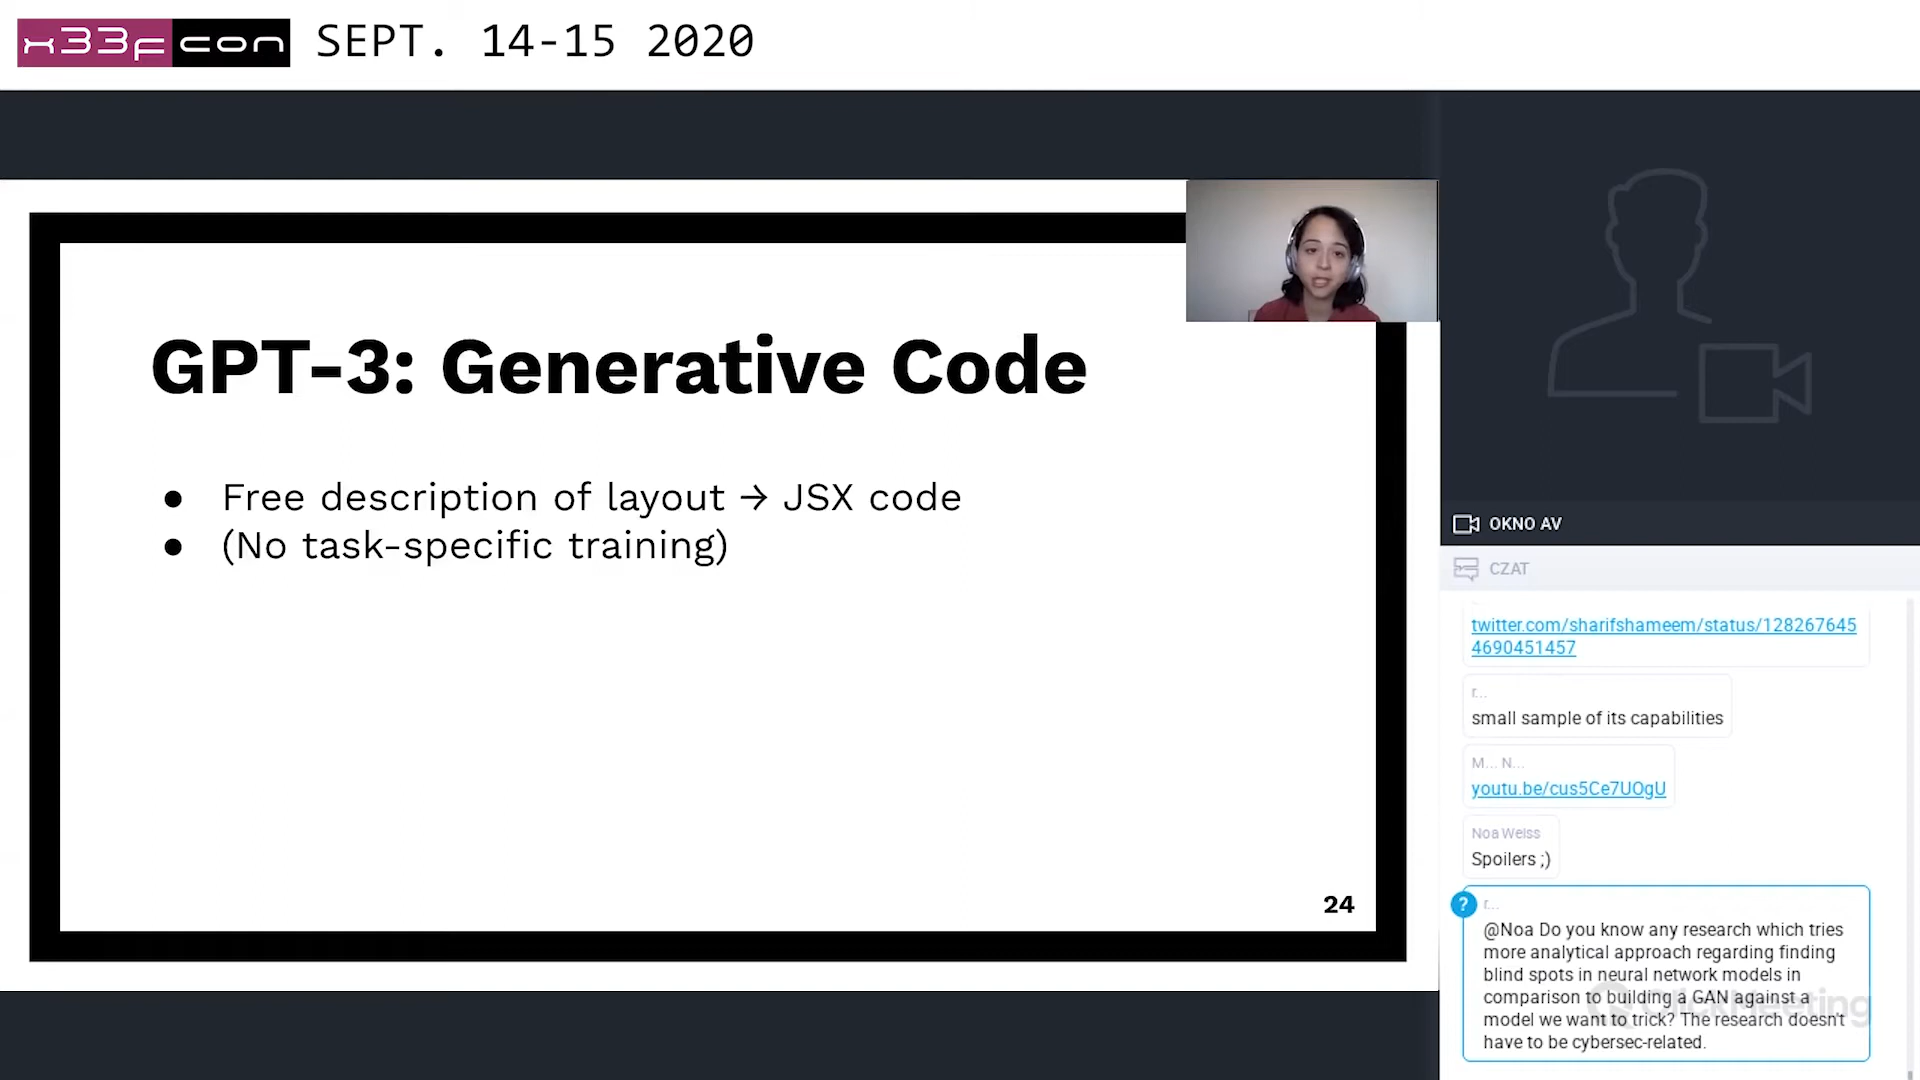 x33fcon SEPT. 14-15 2020
GPT-3: Generative Code
● Free description of layout → JSX code
● (No task-specific training)
24
OKNO AV
CZAT
twitter.com/sharifshameem/status/128267645
4690451457
r...
small sample of its capabilities
M... N...
youtu.be/cus5Ce7UOgU
Noa Weiss
Spoilers ;)
?
r...
@Noa Do you know any research which tries
more analytical approach regarding finding
blind spots in neural network models in
comparison to building a GAN against a
model we want to trick? The research doesn't
have to be cybersec-related.
ClickMeeting